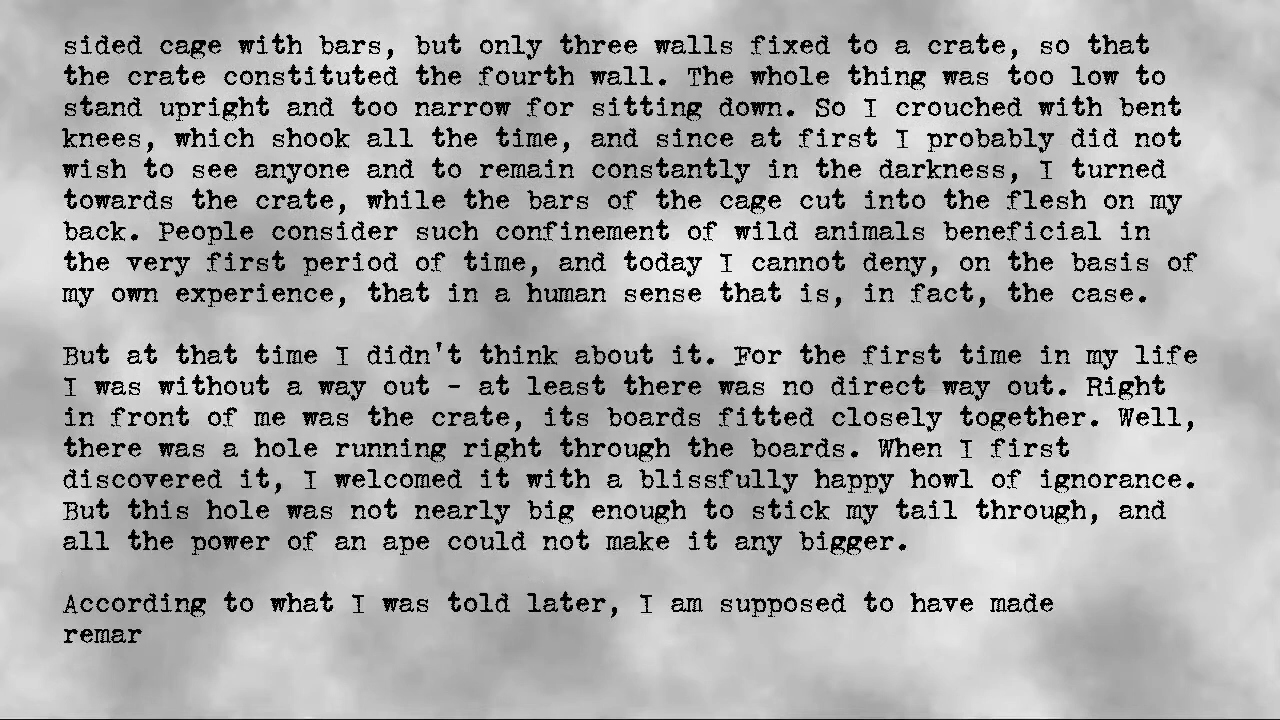 sided cage with bars, but only three walls fixed to a crate, so that
the crate constituted the fourth wall. The whole thing was too low to
stand upright and too narrow for sitting down. So I crouched with bent
knees, which shook all the time, and since at first I probably did not
wish to see anyone and to remain constantly in the darkness, I turned
towards the crate, while the bars of the cage cut into the flesh on my
back. People consider such confinement of wild animals beneficial in
the very first period of time, and today I cannot deny, on the basis of
my own experience, that in a human sense that is, in fact, the case.

But at that time I didn't think about it. For the first time in my life
I was without a way out - at least there was no direct way out. Right
in front of me was the crate, its boards fitted closely together. Well,
there was a hole running right through the boards. When I first
discovered it, I welcomed it with a blissfully happy howl of ignorance.
But this hole was not nearly big enough to stick my tail through, and
all the power of an ape could not make it any bigger.

According to what I was told later, I am supposed to have made
remar